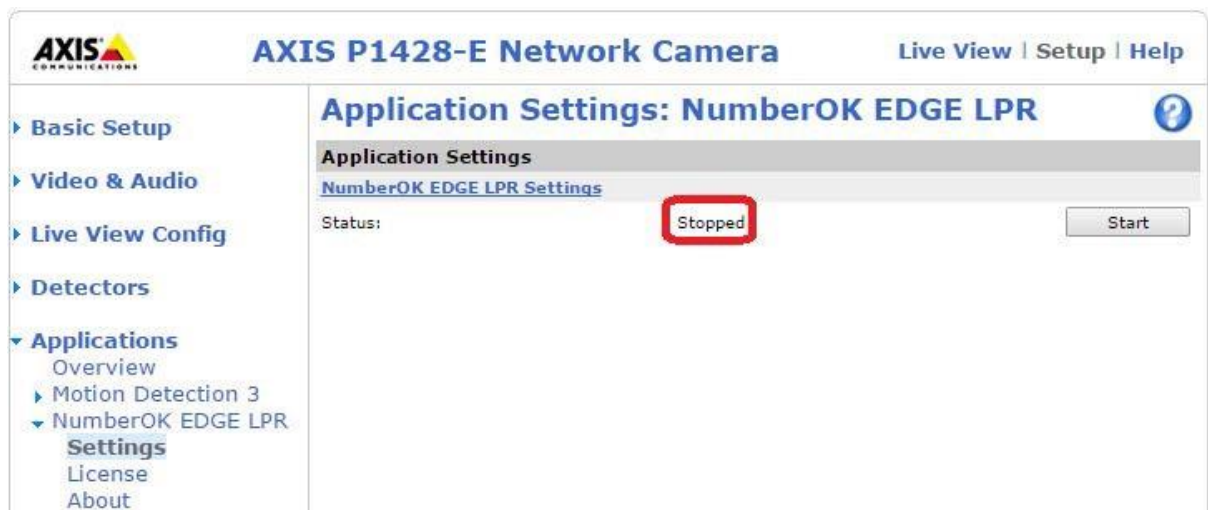 AXIS
COMMUNICATIONS
AXIS P1428-E Network Camera
Live View | Setup | Help
Basic Setup
Video & Audio
Live View Config
Detectors
Applications
Overview
Motion Detection 3
NumberOK EDGE LPR
Settings
License
About
Application Settings: NumberOK EDGE LPR
?
Application Settings
NumberOK EDGE LPR Settings
Status: Stopped Start